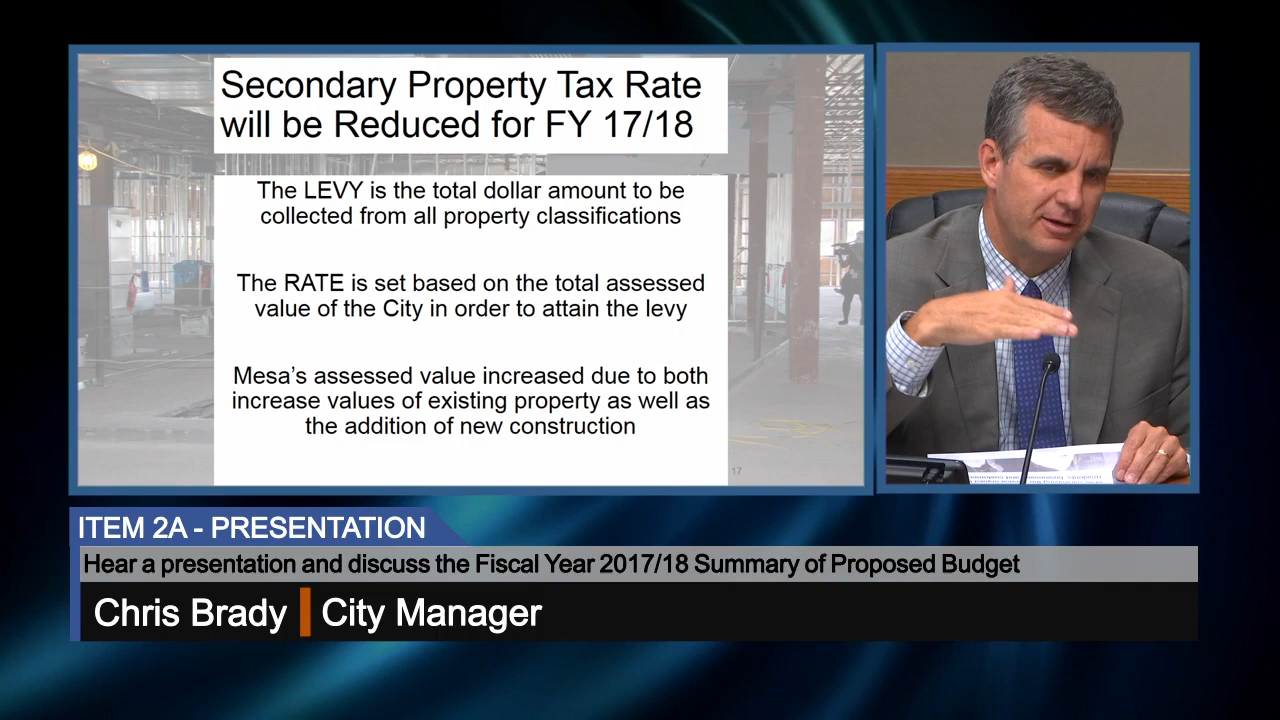 Secondary Property Tax Rate
will be Reduced for FY 17/18
The LEVY is the total dollar amount to be
collected from all property classifications
The RATE is set based on the total assessed
value of the City in order to attain the levy
Mesa's assessed value increased due to both
increase values of existing property as well as
the addition of new construction
17
ITEM 2A - PRESENTATION
Hear a presentation and discuss the Fiscal Year 2017/18 Summary of Proposed Budget
Chris Brady City Manager